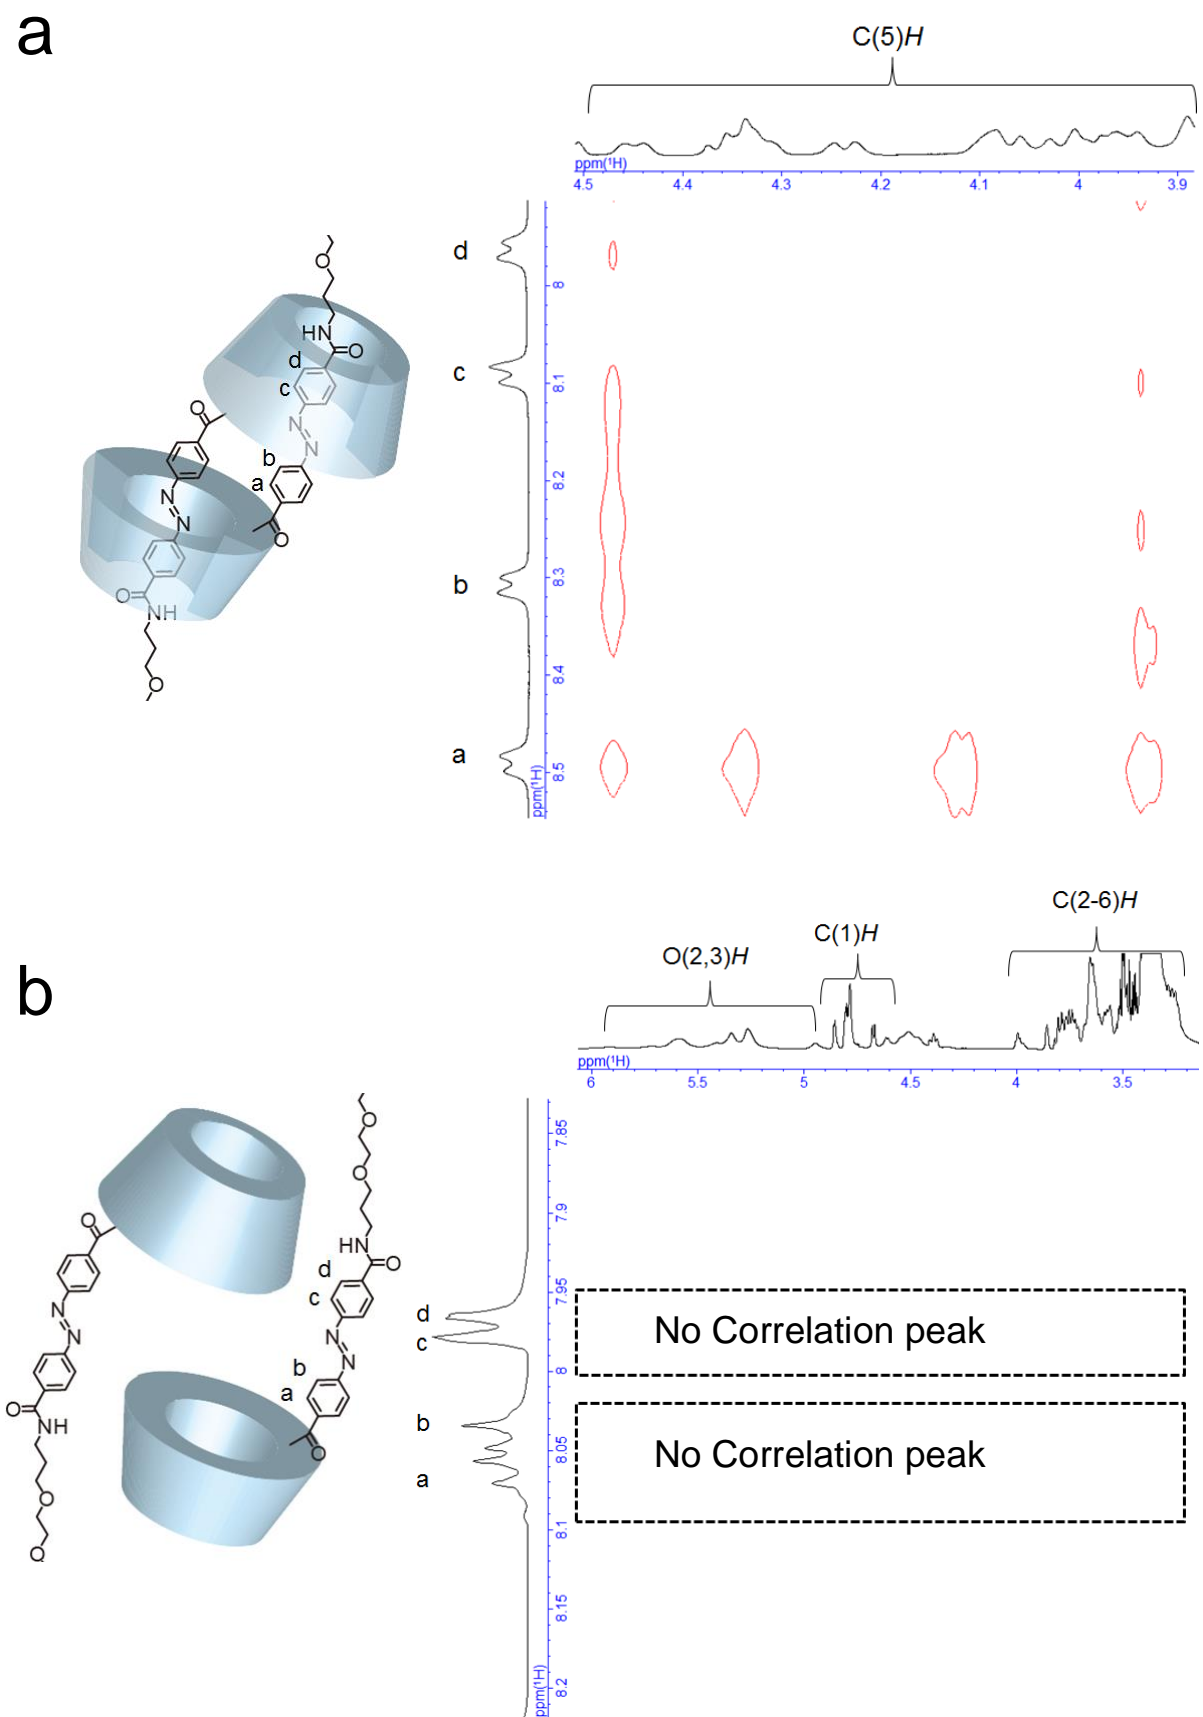 a
C(5)H
ppm(¹H)
4.5 4.4 4.3 4.2 4.1 4 3.9
d
c
b
a
8
8.1
8.2
8.3
8.4
8.5
ppm(¹H)
O
HN
O
d
c
N
N
b
a
O
O
N
N
O
NH
O
b
O(2,3)H
C(1)H
C(2-6)H
ppm(¹H)
6 5.5 5 4.5 4 3.5
d
c
b
a
7.85
7.9
7.95
8
8.05
8.1
8.15
8.2
ppm(¹H)
No Correlation peak
No Correlation peak
O
O
HN
O
d
c
N
N
b
a
O
O
N
N
O
NH
O
O